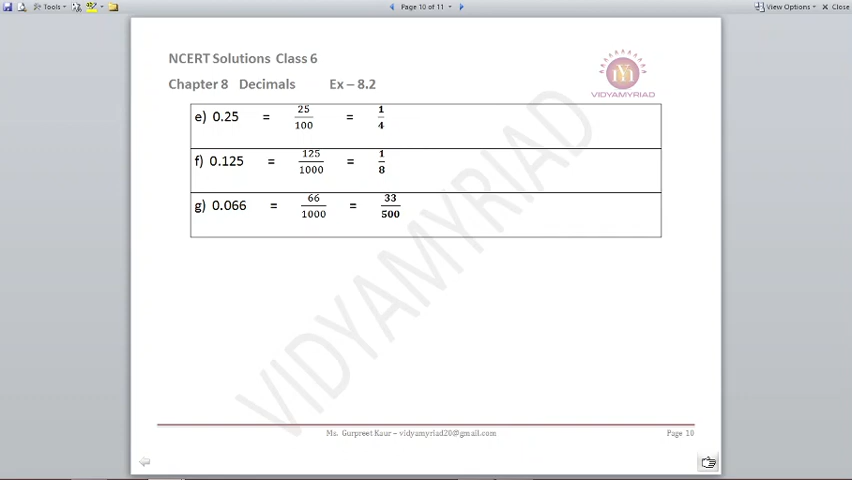 Tools
Page 10 of 11
View Options
Close
NCERT Solutions Class 6
Chapter 8 Decimals Ex – 8.2
VIDYAMYRIAD
e) 0.25 = 25/100 = 1/4
f) 0.125 = 125/1000 = 1/8
g) 0.066 = 66/1000 = 33/500
VIDYAMYRIAD
Ms. Gurpreet Kaur – vidyamyriad20@gmail.com
Page 10